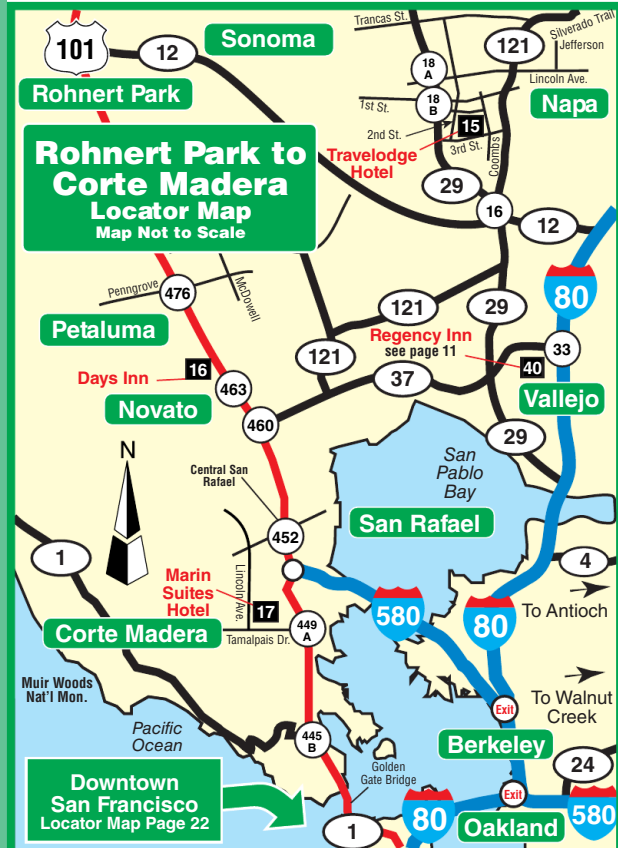 Trancas St.
Silverado Trail
101
12
Sonoma
121
Jefferson
18
A
Lincoln Ave.
Rohnert Park
1st St.
18
B
Napa
2nd St.
15
3rd St.
Coombs
Rohnert Park to
Corte Madera
Locator Map
Map Not to Scale
Travelodge
Hotel
29
16
12
Penngrove
476
McDowell
80
121
29
Petaluma
121
Regency Inn
see page 11
33
16
Days Inn
463
37
40
Novato
460
Vallejo
29
N
Central San
Rafael
San
Pablo
Bay
San Rafael
452
1
4
Marin
Suites
Hotel
Lincoln Ave.
17
580
80
To Antioch
Corte Madera
449
A
Tamalpais Dr.
Muir Woods
Nat'l Mon.
Exit
To Walnut
Creek
Pacific
Ocean
445
B
Berkeley
24
Golden
Gate Bridge
Downtown
San Francisco
Locator Map Page 22
Exit
80
580
1
Oakland